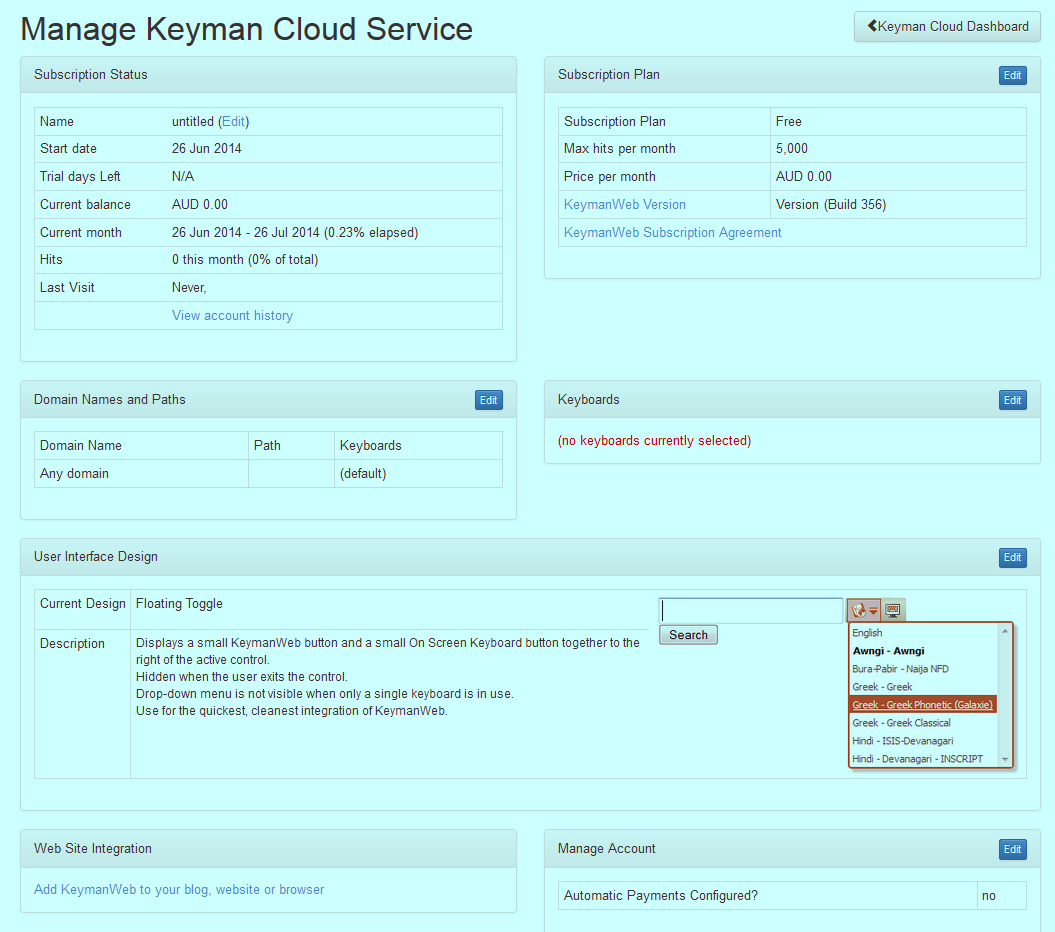 Manage Keyman Cloud Service
Keyman Cloud Dashboard
Subscription Status
Name untitled (Edit)
Start date 26 Jun 2014
Trial days Left N/A
Current balance AUD 0.00
Current month 26 Jun 2014 - 26 Jul 2014 (0.23% elapsed)
Hits 0 this month (0% of total)
Last Visit Never,
View account history
Subscription Plan Edit
Subscription Plan Free
Max hits per month 5,000
Price per month AUD 0.00
KeymanWeb Version Version (Build 356)
KeymanWeb Subscription Agreement
Domain Names and Paths Edit
Domain Name Path Keyboards
Any domain (default)
Keyboards Edit
(no keyboards currently selected)
User Interface Design Edit
Current Design Floating Toggle
Description Displays a small KeymanWeb button and a small On Screen Keyboard button together to the
right of the active control.
Hidden when the user exits the control.
Drop-down menu is not visible when only a single keyboard is in use.
Use for the quickest, cleanest integration of KeymanWeb.
Search
English
Awngi - Awngi
Bura-Pabir - Naija NFD
Greek - Greek
Greek - Greek Phonetic (Galaxie)
Greek - Greek Classical
Hindi - ISIS-Devanagari
Hindi - Devanagari - INSCRIPT
Web Site Integration
Add KeymanWeb to your blog, website or browser
Manage Account Edit
Automatic Payments Configured? no